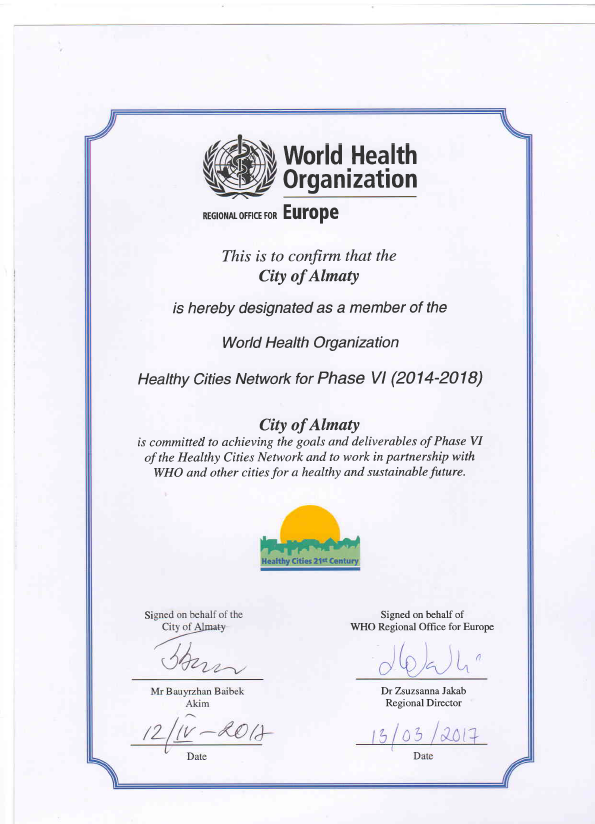 World Health
Organization
REGIONAL OFFICE FOR Europe
This is to confirm that the
City of Almaty
is hereby designated as a member of the
World Health Organization
Healthy Cities Network for Phase VI (2014-2018)
City of Almaty
is committed to achieving the goals and deliverables of Phase VI
of the Healthy Cities Network and to work in partnership with
WHO and other cities for a healthy and sustainable future.
Healthy Cities 21st Century
Signed on behalf of the
City of Almaty
Mr Bauyrzhan Baibek
Akim
12/IV-2017
Date
Signed on behalf of
WHO Regional Office for Europe
Dr Zsuzsanna Jakab
Regional Director
13/03/2017
Date